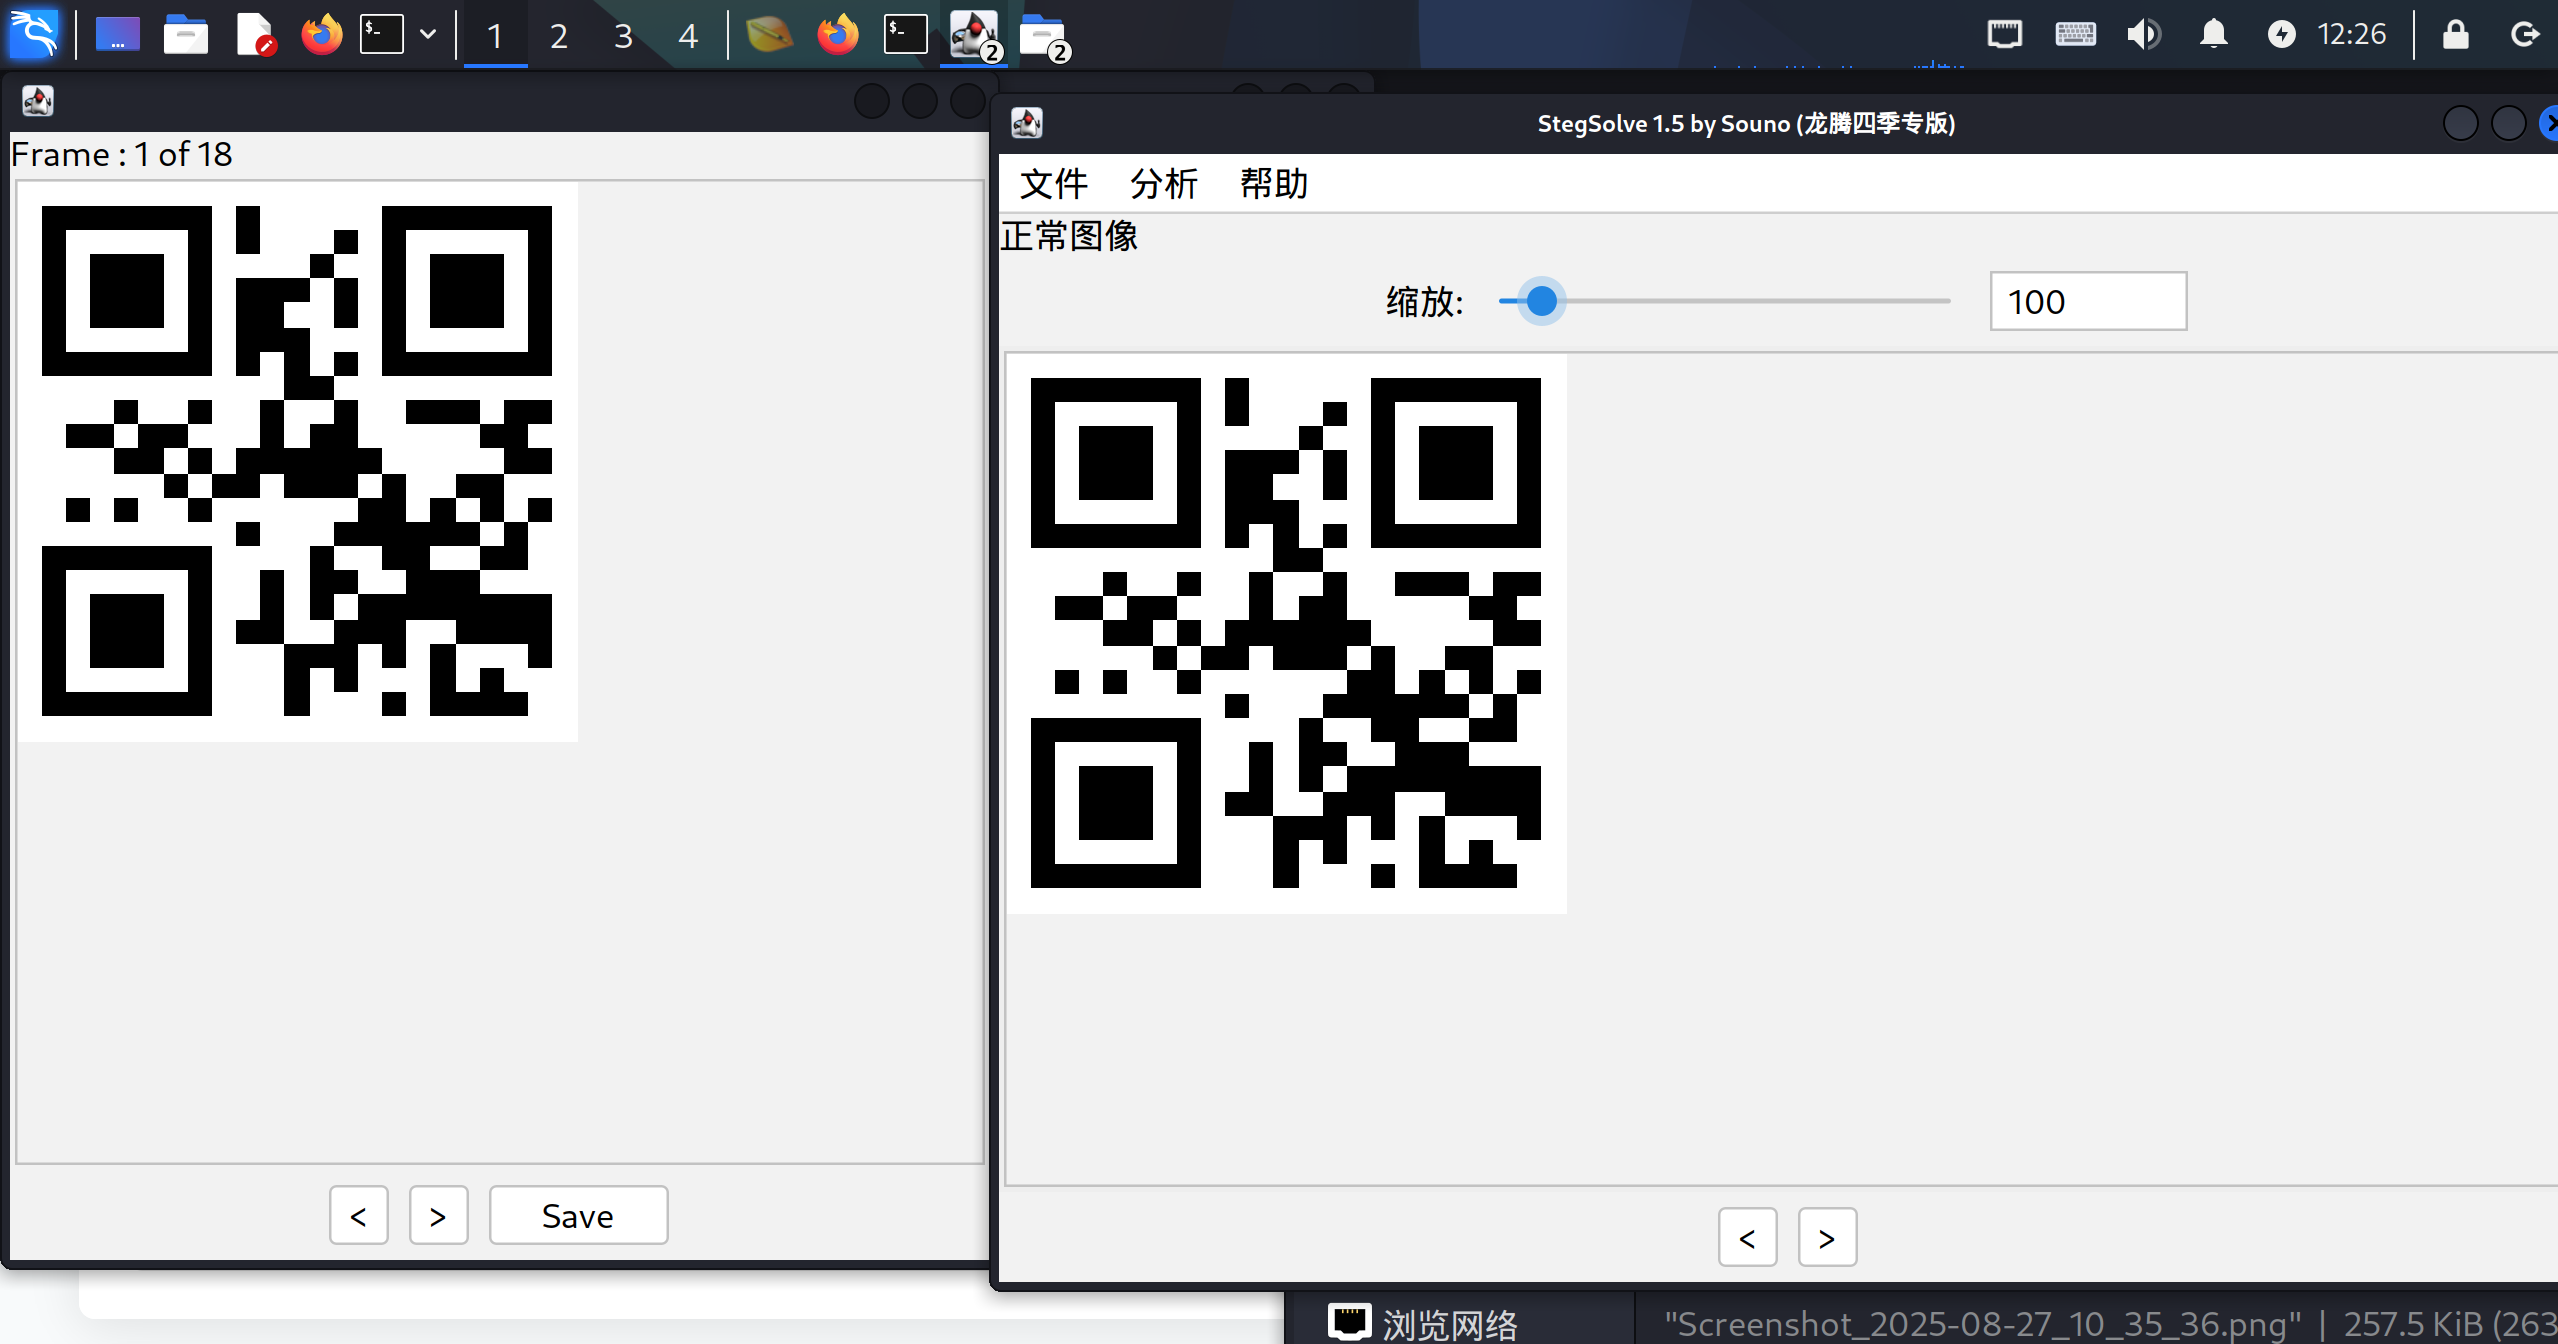 1 2 3 4 2 2 12:26
Frame : 1 of 18
< > Save
StegSolve 1.5 by Souno (龙腾四季专版)
文件 分析 帮助
正常图像
缩放: 100
< >
浏览网络 "Screenshot_2025-08-27_10_35_36.png" | 257.5 KiB (263